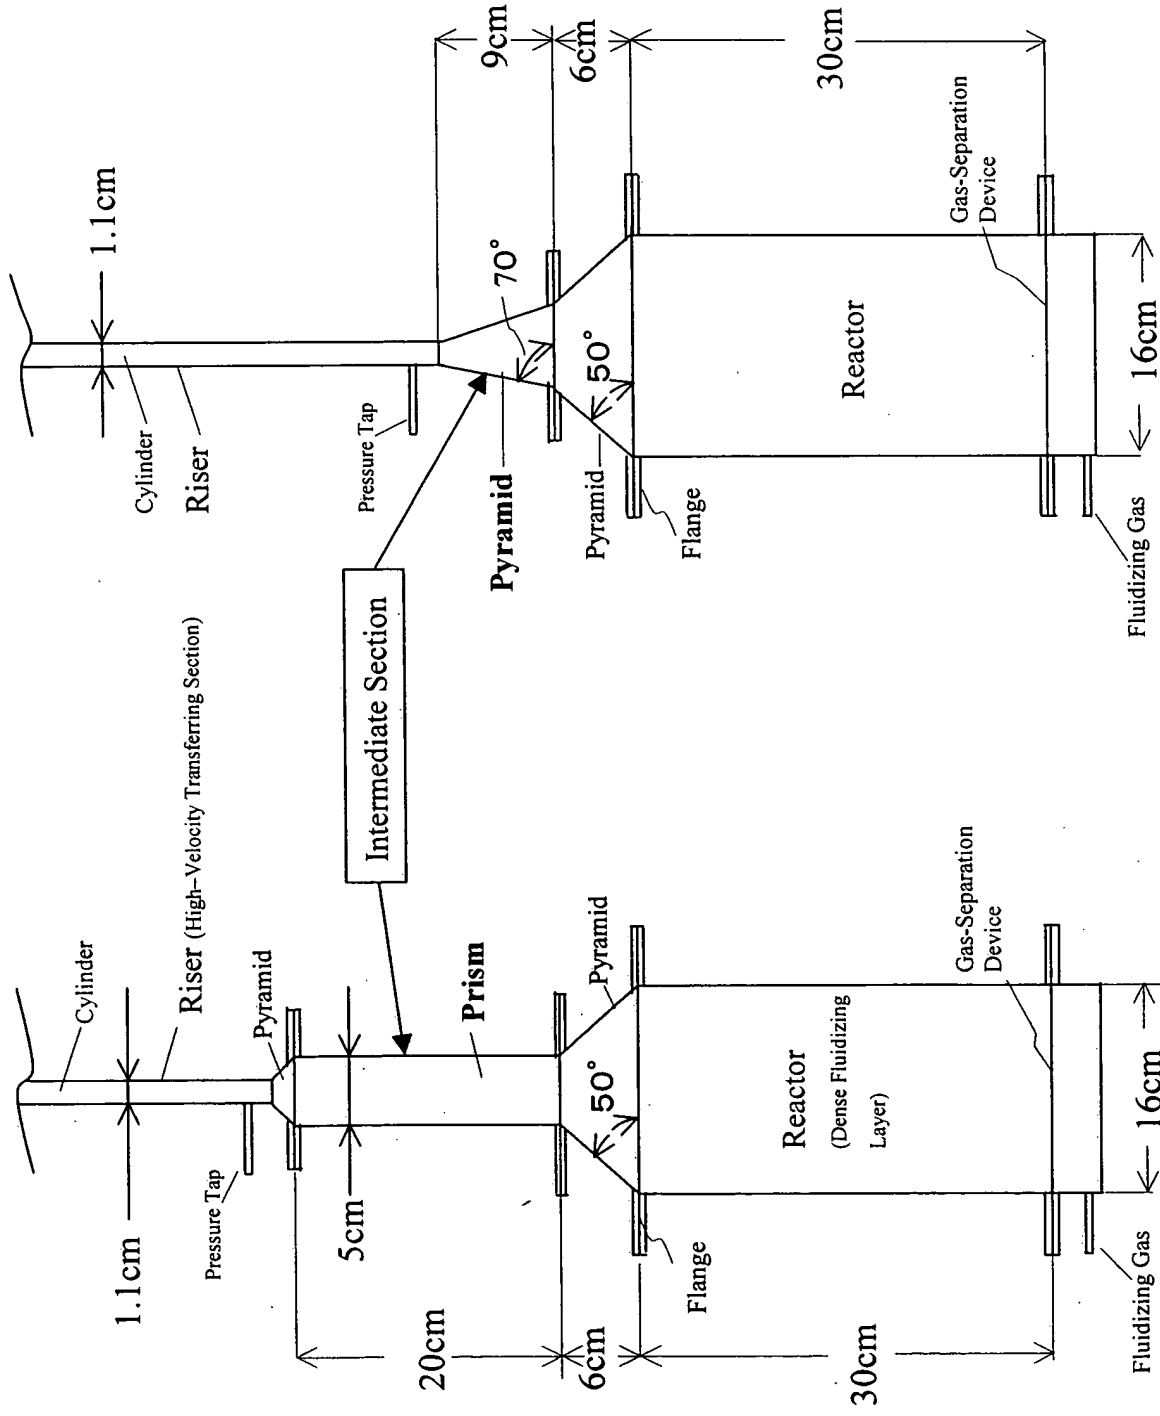 1.1cm
Cylinder
Riser (High-Velocity Transferring Section)
Pressure Tap
Pyramid
20cm
5cm
Prism
6cm
50°
Pyramid
Flange
30cm
Reactor
(Dense Fluidizing
Layer)
Gas-Separation
Device
Fluidizing Gas
16cm
Intermediate Section
1.1cm
Cylinder
Riser
Pressure Tap
9cm
70°
Pyramid
6cm
50°
Pyramid
Flange
30cm
Reactor
Gas-Separation
Device
Fluidizing Gas
16cm